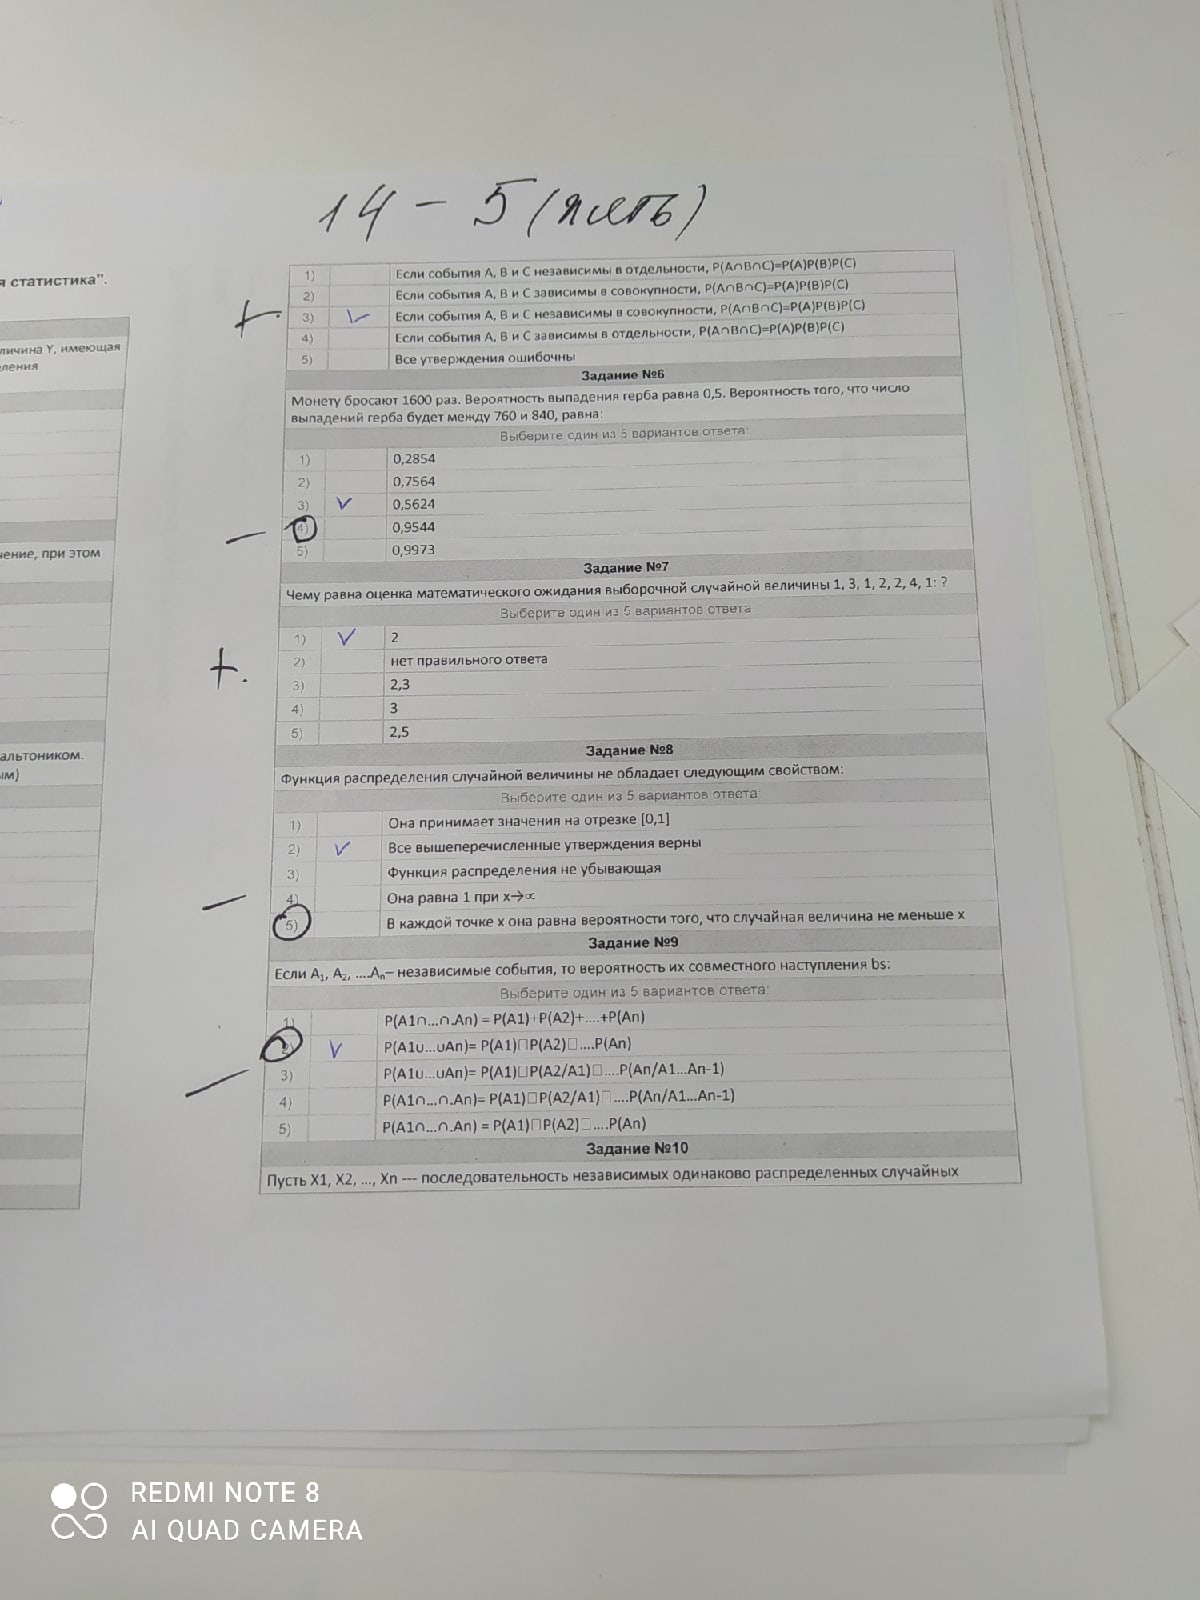 14 - 5 (пять)
я статистика".
личина Y, имеющая
ления
чение, при этом
альтоником.
ым)
1) Если события A, B и C независимы в отдельности, P(A∩B∩C)=P(A)P(B)P(C)
2) Если события A, B и C зависимы в совокупности, P(A∩B∩C)=P(A)P(B)P(C)
+ 3) V Если события A, B и C независимы в совокупности, P(A∩B∩C)=P(A)P(B)P(C)
4) Если события A, B и C зависимы в отдельности, P(A∩B∩C)=P(A)P(B)P(C)
5) Все утверждения ошибочны
Задание №6
Монету бросают 1600 раз. Вероятность выпадения герба равна 0,5. Вероятность того, что число
выпадений герба будет между 760 и 840, равна:
Выберите один из 5 вариантов ответа:
1) 0,2854
2) 0,7564
3) V 0,5624
— 4) 0,9544
5) 0,9973
Задание №7
Чему равна оценка математического ожидания выборочной случайной величины 1, 3, 1, 2, 2, 4, 1: ?
Выберите один из 5 вариантов ответа
1) V 2
+. 2) нет правильного ответа
3) 2,3
4) 3
5) 2,5
Задание №8
Функция распределения случайной величины не обладает следующим свойством:
Выберите один из 5 вариантов ответа:
1) Она принимает значения на отрезке [0,1]
2) V Все вышеперечисленные утверждения верны
3) Функция распределения не убывающая
— 4) Она равна 1 при x→∝
5) В каждой точке x она равна вероятности того, что случайная величина не меньше x
Задание №9
Если A1, A2, ....An– независимые события, то вероятность их совместного наступления bs:
Выберите один из 5 вариантов ответа:
1) P(A1∩...∩.An) = P(A1)+P(A2)+....+P(An)
2) V P(A1∪...∪An)= P(A1)□P(A2)□....P(An)
— 3) P(A1∪...∪An)= P(A1)□P(A2/A1)□....P(An/A1...An-1)
4) P(A1∩...∩.An)= P(A1)□P(A2/A1)□....P(An/A1...An-1)
5) P(A1∩...∩.An) = P(A1)□P(A2)□....P(An)
Задание №10
Пусть X1, X2, ..., Xn --- последовательность независимых одинаково распределенных случайных
REDMI NOTE 8
AI QUAD CAMERA